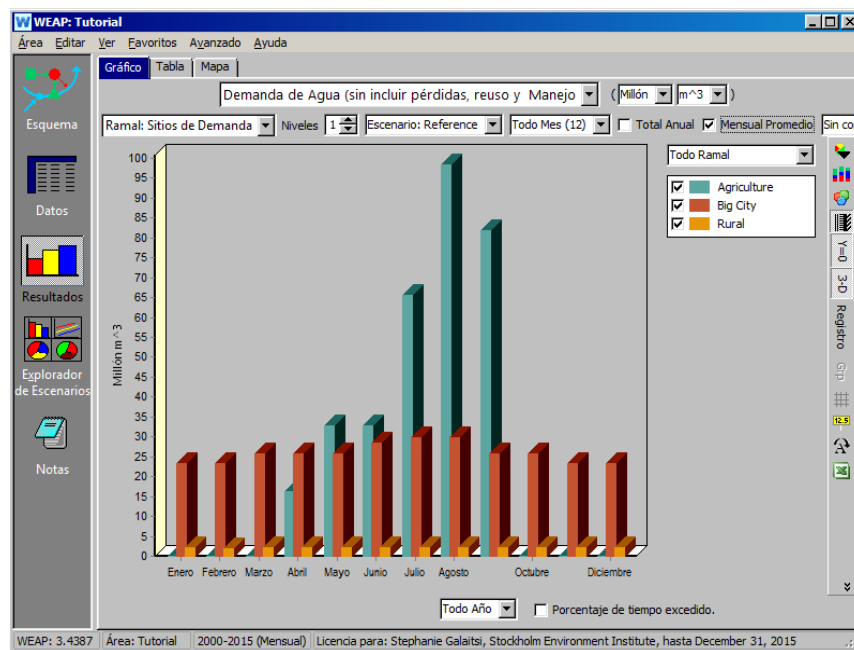 WEAP: Tutorial
Área Editar Ver Favoritos Avanzado Ayuda
Gráfico Tabla Mapa
Demanda de Agua (sin incluir pérdidas, reuso y Manejo ( Millón m^3 )
Ramal: Sitios de Demanda Niveles 1 Escenario: Reference Todo Mes (12) Total Anual Mensual Promedio Sin co
Esquema
Datos
Resultados
Explorador
de Escenarios
Notas
Todo Ramal
Agriculture
Big City
Rural
Y=0
3-D
Registro
Grp
12.5
A
Millón m^3
100
95
90
85
80
75
70
65
60
55
50
45
40
35
30
25
20
15
10
5
0
Enero Febrero Marzo Abril Mayo Junio Julio Agosto Octubre Diciembre
Todo Año Porcentaje de tiempo excedido.
WEAP: 3.4387 Área: Tutorial 2000-2015 (Mensual) Licencia para: Stephanie Galaitsi, Stockholm Environment Institute, hasta December 31, 2015